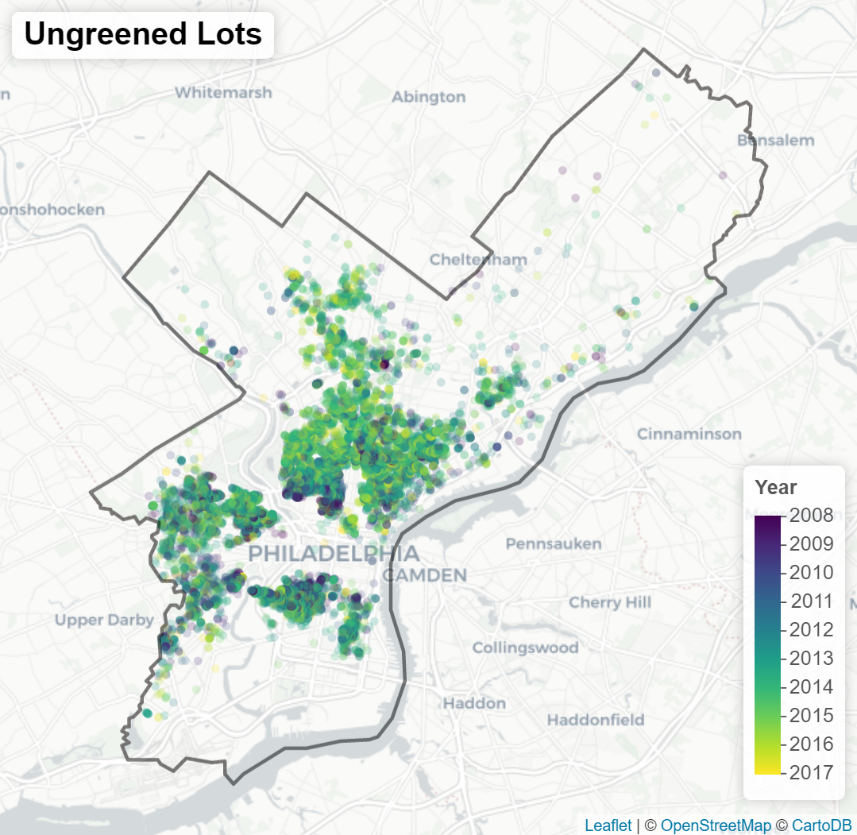 Ungreened Lots
Whitemarsh
Abington
Bensalem
onshohocken
Cheltenham
Cinnaminson
PHILADELPHIA
CAMDEN
Pennsauken
Upper Darby
Cherry Hill
Collingswood
Haddon
Haddonfield
Year
2008
2009
2010
2011
2012
2013
2014
2015
2016
2017
Leaflet | © OpenStreetMap © CartoDB